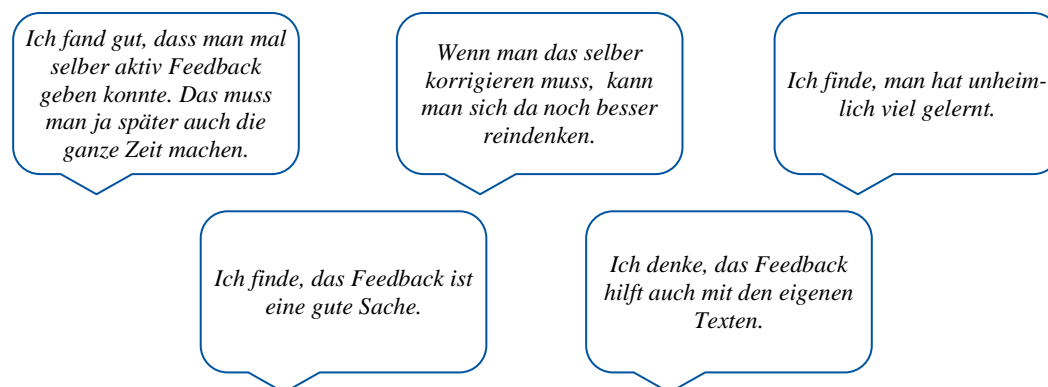 Ich fand gut, dass man mal
selber aktiv Feedback
geben konnte. Das muss
man ja später auch die
ganze Zeit machen.
Wenn man das selber
korrigieren muss, kann
man sich da noch besser
reindenken.
Ich finde, man hat unheim-
lich viel gelernt.
Ich finde, das Feedback ist
eine gute Sache.
Ich denke, das Feedback
hilft auch mit den eigenen
Texten.